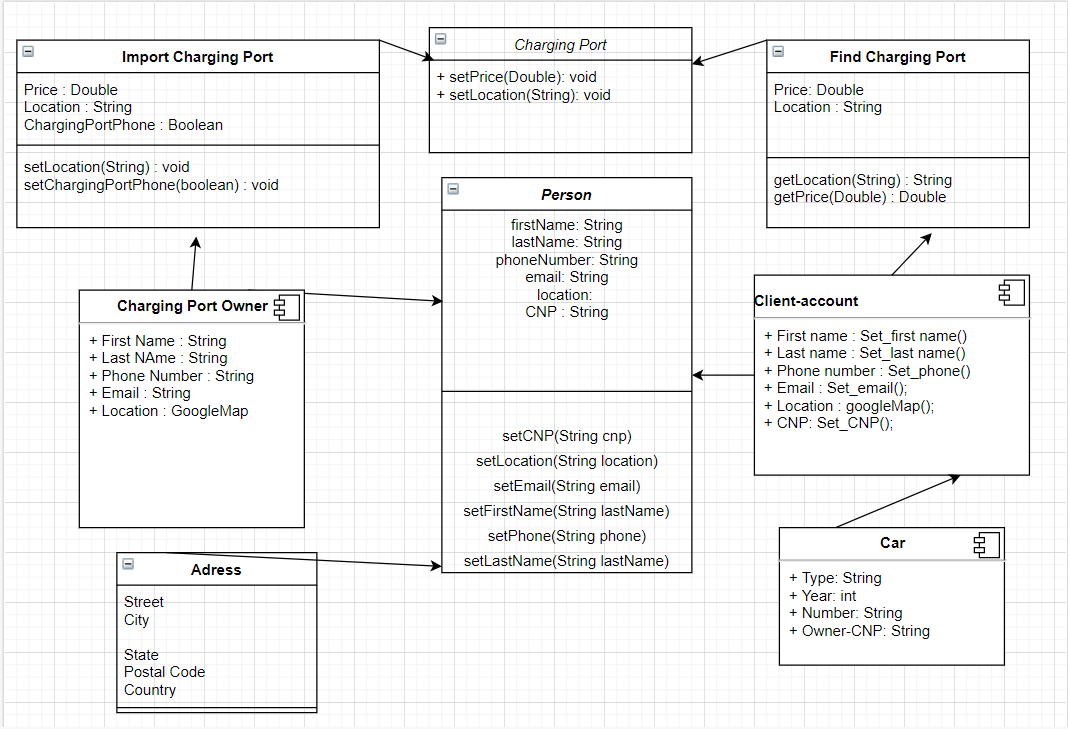 Import Charging Port
Price : Double
Location : String
ChargingPortPhone : Boolean
setLocation(String) : void
setChargingPortPhone(boolean) : void
Charging Port
+ setPrice(Double): void
+ setLocation(String): void
Find Charging Port
Price: Double
Location : String
getLocation(String) : String
getPrice(Double) : Double
Person
firstName: String
lastName: String
phoneNumber: String
email: String
location:
CNP : String
setCNP(String cnp)
setLocation(String location)
setEmail(String email)
setFirstName(String lastName)
setPhone(String phone)
setLastName(String lastName)
Charging Port Owner
+ First Name : String
+ Last NAme : String
+ Phone Number : String
+ Email : String
+ Location : GoogleMap
Client-account
+ First name : Set_first name()
+ Last name : Set_last name()
+ Phone number : Set_phone()
+ Email : Set_email();
+ Location : googleMap();
+ CNP: Set_CNP();
Adress
Street
City
State
Postal Code
Country
Car
+ Type: String
+ Year: int
+ Number: String
+ Owner-CNP: String